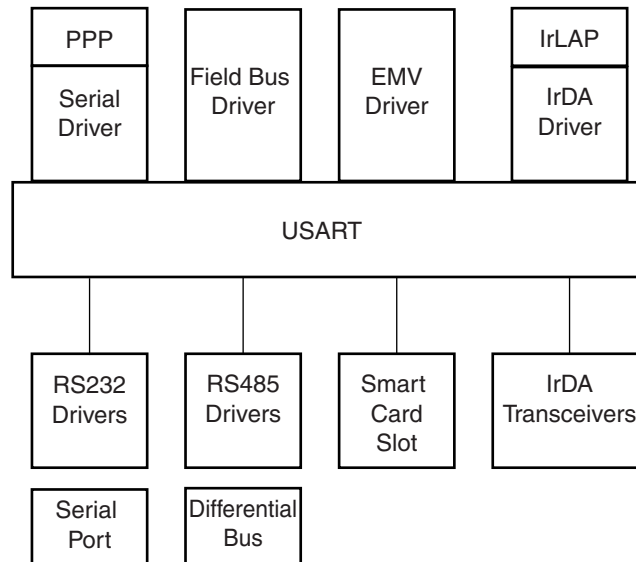 PPP
Serial
Driver
Field Bus
Driver
EMV
Driver
IrLAP
IrDA
Driver
USART
RS232
Drivers
RS485
Drivers
Smart
Card
Slot
IrDA
Transceivers
Serial
Port
Differential
Bus